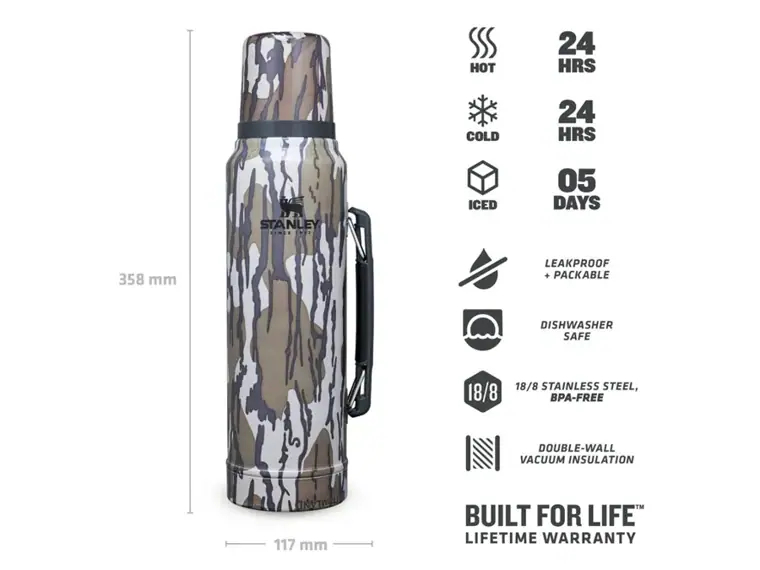 HOT
24
HRS
COLD
24
HRS
ICED
05
DAYS
STANLEY
358 mm
LEAKPROOF
+ PACKABLE
DISHWASHER
SAFE
18/8
18/8 STAINLESS STEEL,
BPA-FREE
DOUBLE-WALL
VACUUM INSULATION
BUILT FOR LIFE™
LIFETIME WARRANTY
117 mm